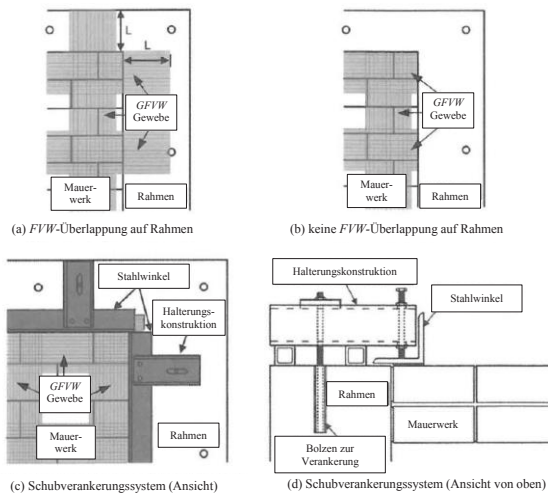 L
L
GFVW
Gewebe
Mauer-
werk
Rahmen
(a) FVW-Überlappung auf Rahmen
GFVW
Gewebe
Mauer-
werk
Rahmen
(b) keine FVW-Überlappung auf Rahmen
Stahlwinkel
Halterungs-
konstruktion
GFVW
Gewebe
Mauer-
werk
Rahmen
(c) Schubverankerungssystem (Ansicht)
Halterungskonstruktion
Stahlwinkel
Rahmen
Mauerwerk
Bolzen zur
Verankerung
(d) Schubverankerungssystem (Ansicht von oben)